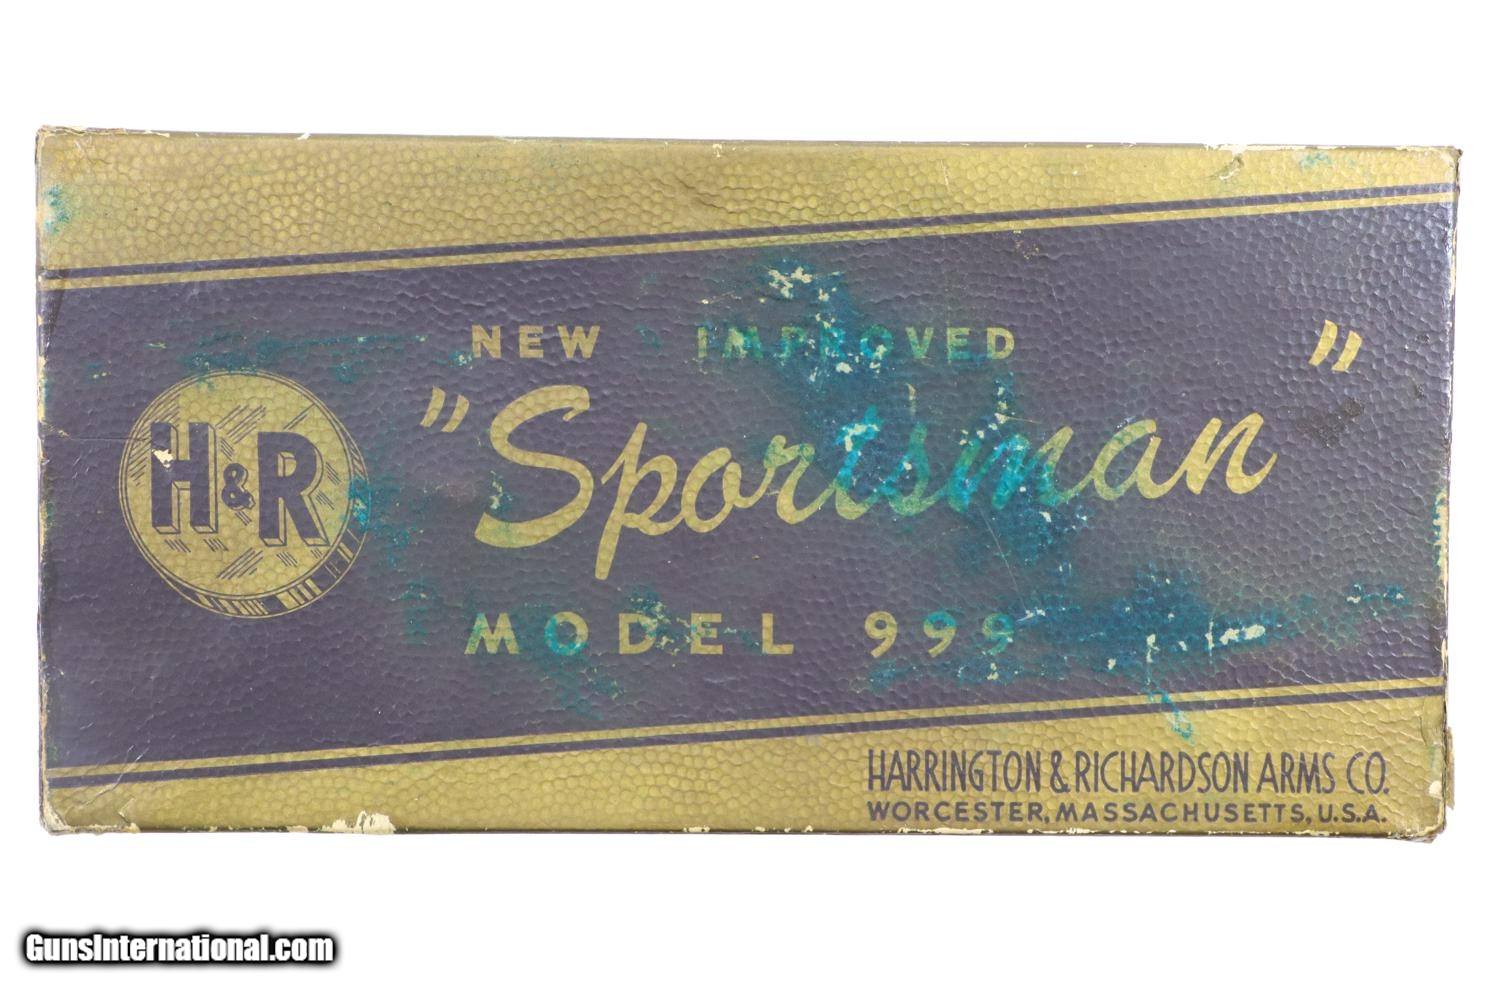 NEW IMPROVED
"Sportsman"
H&R
MODEL 999
HARRINGTON & RICHARDSON ARMS CO.
WORCESTER, MASSACHUSETTS, U.S.A.
GunsInternational.com